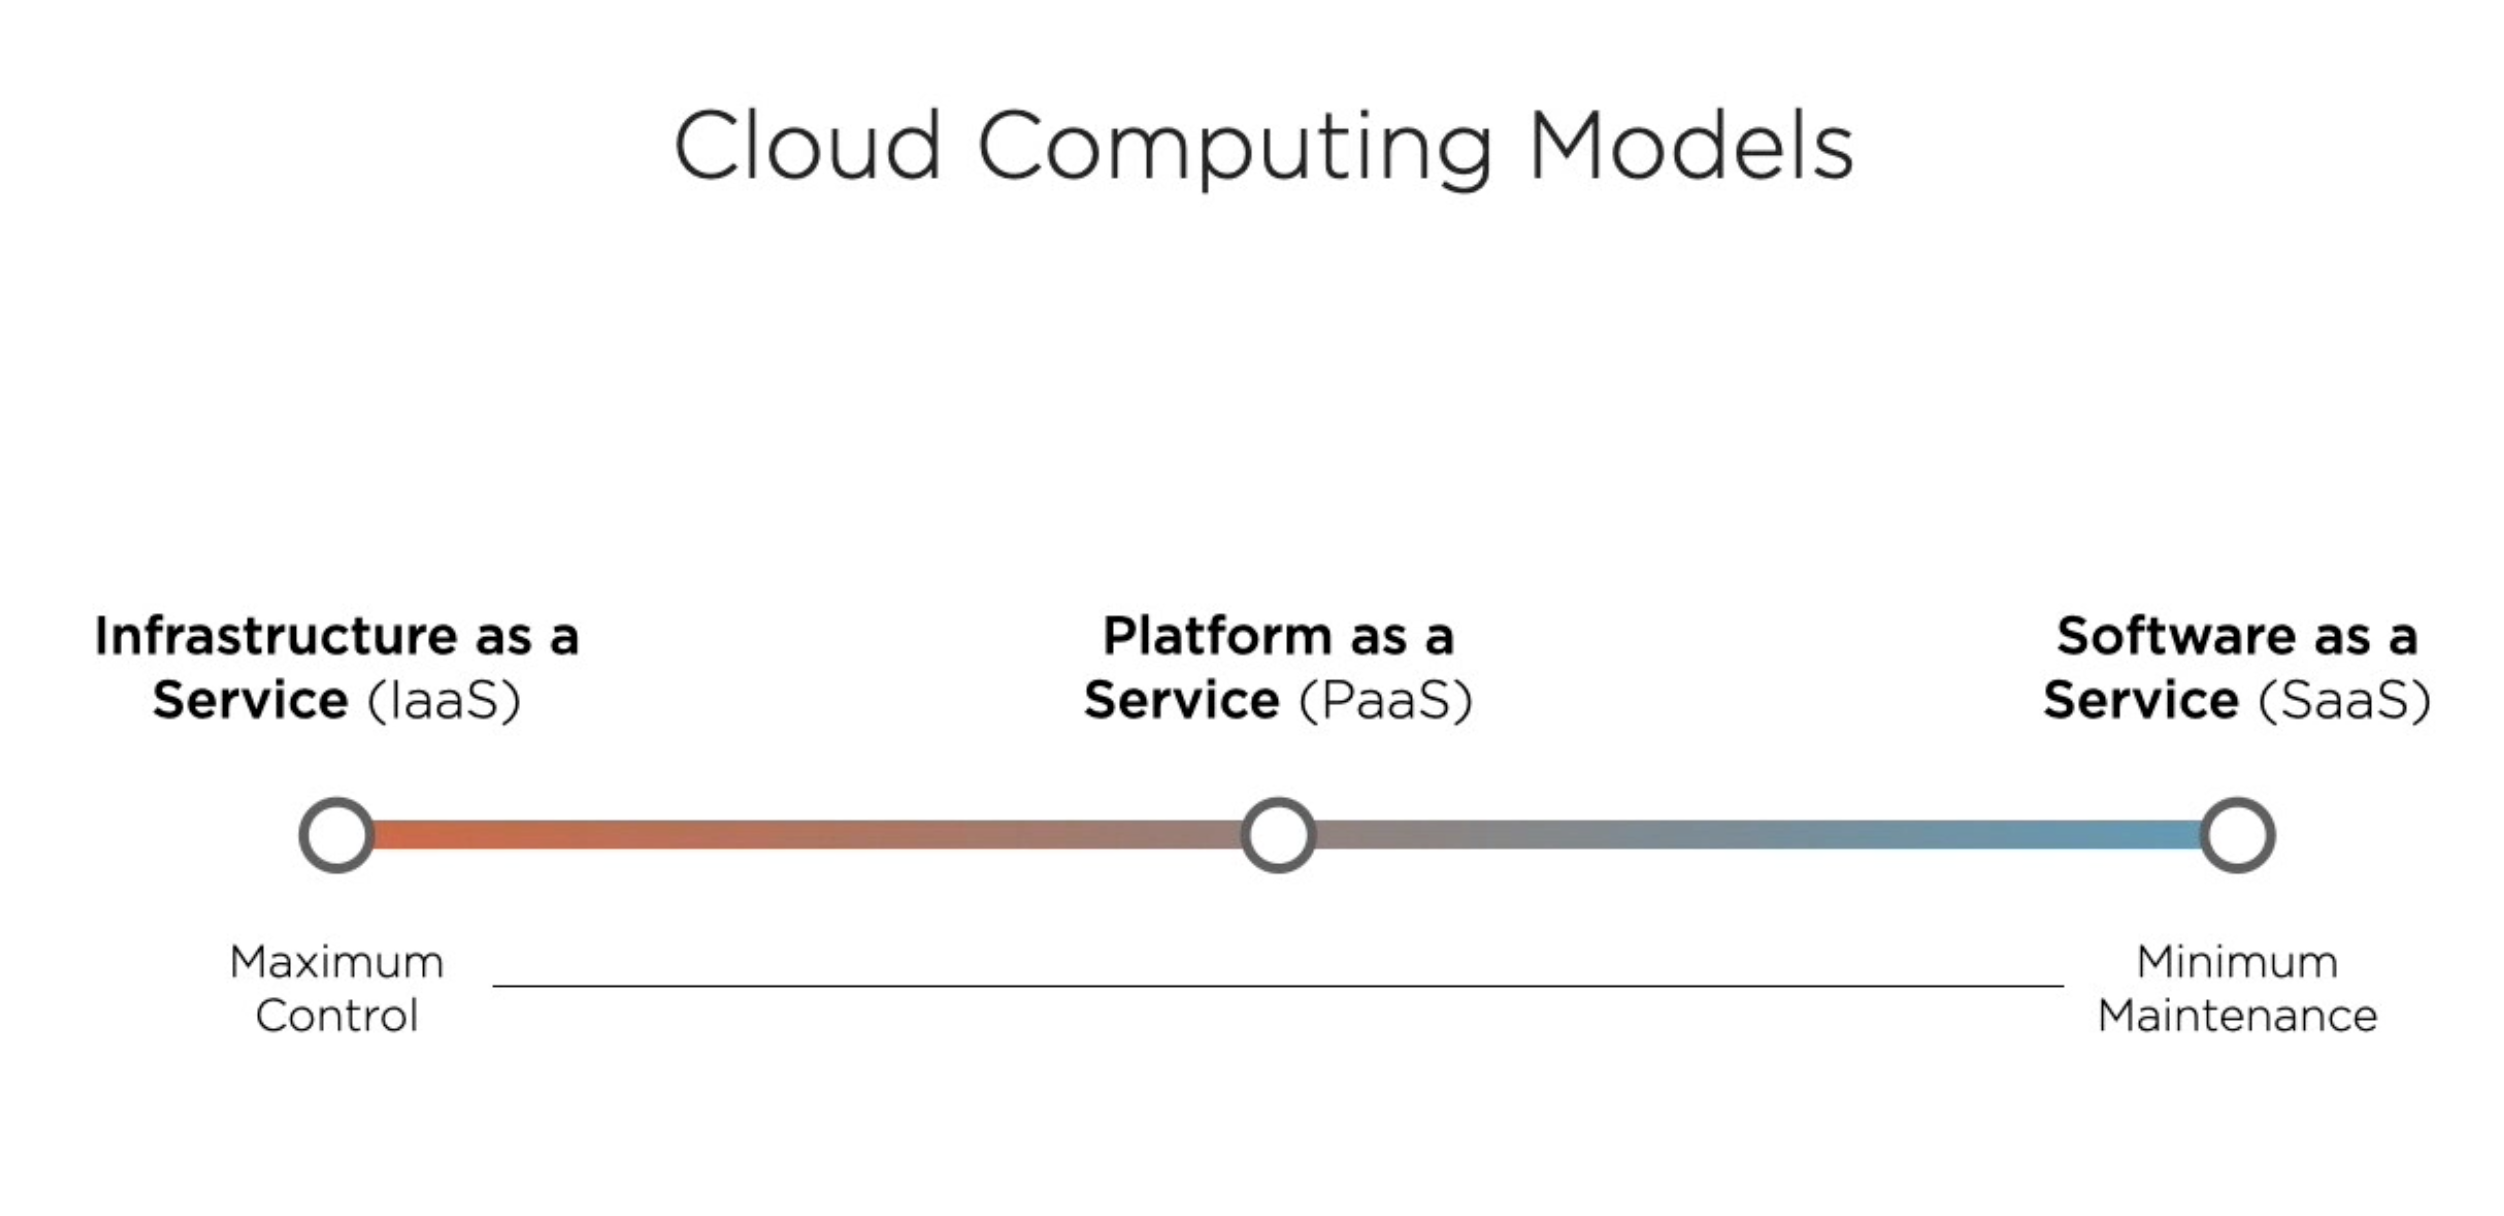 Cloud Computing Models
Infrastructure as a
Service (IaaS)
Platform as a
Service (PaaS)
Software as a
Service (SaaS)
Maximum
Control
Minimum
Maintenance